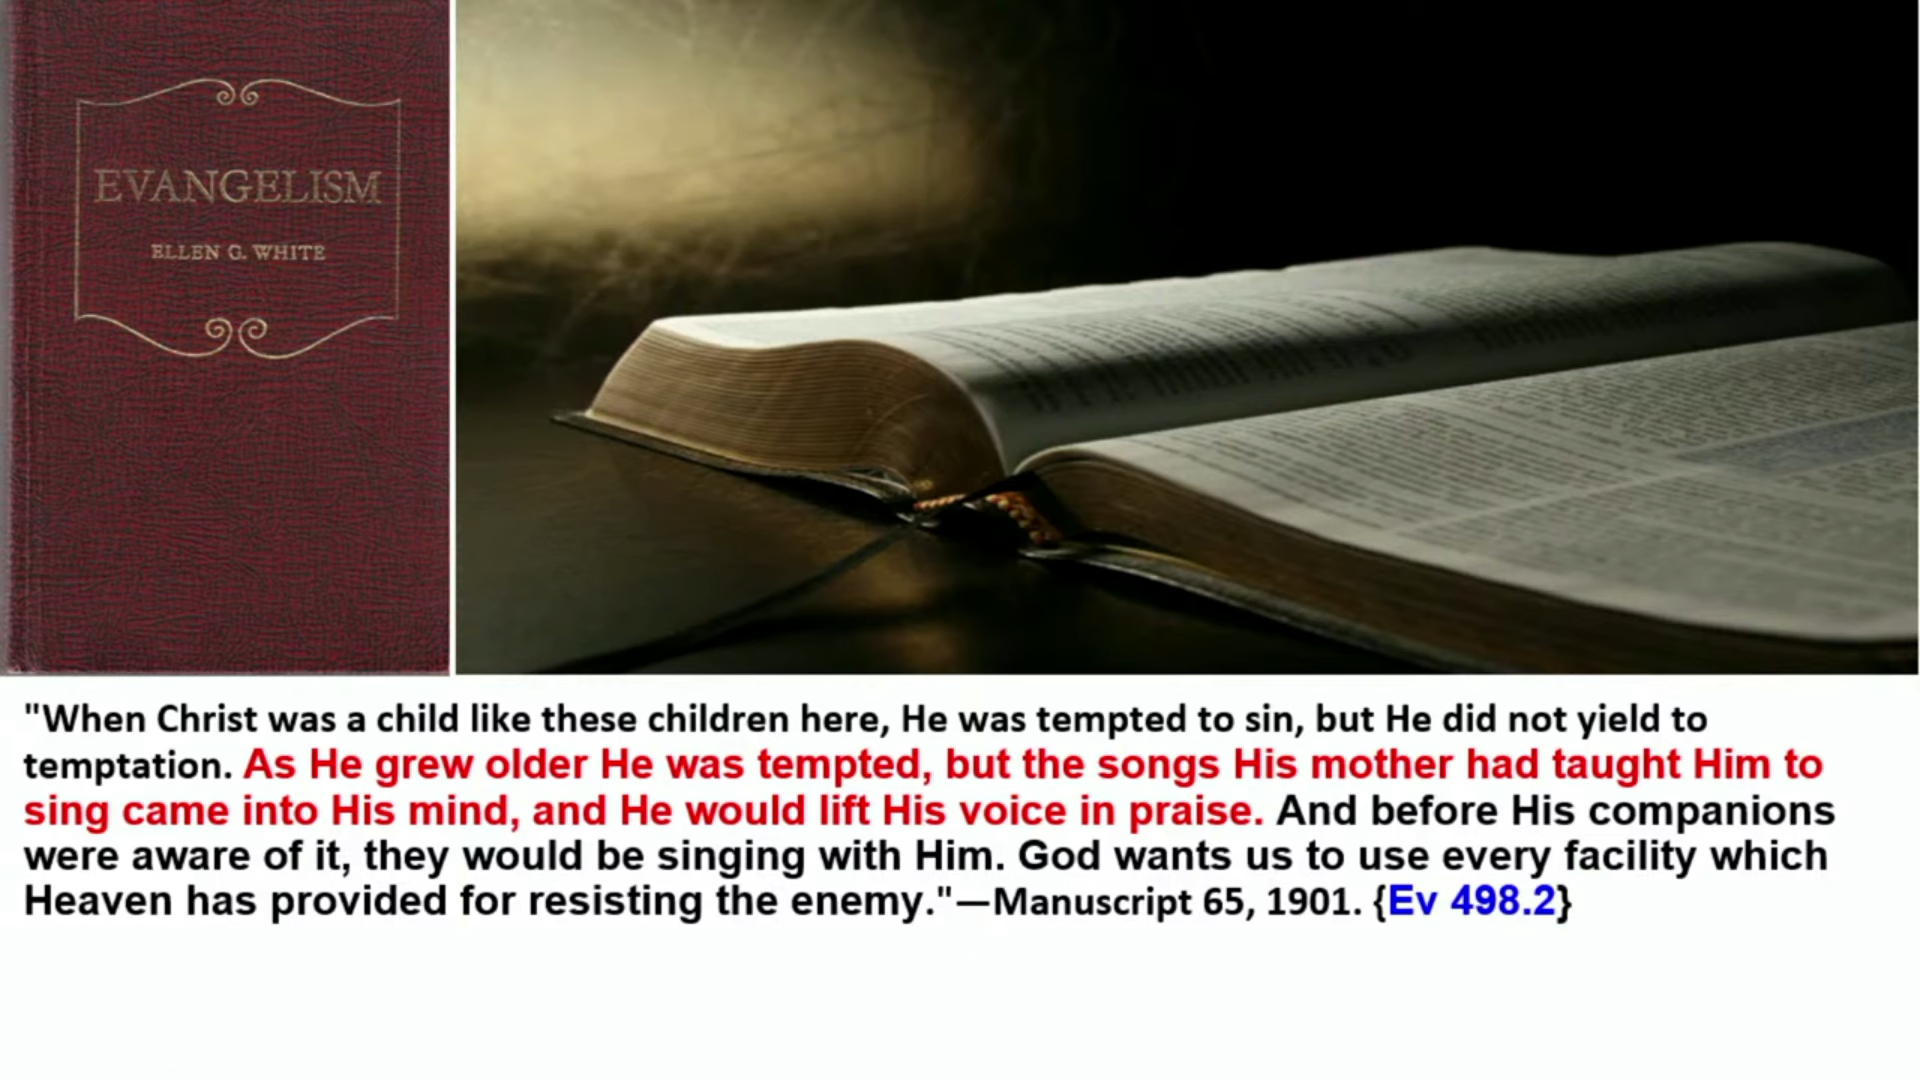 EVANGELISM
ELLEN G. WHITE
"When Christ was a child like these children here, He was tempted to sin, but He did not yield to
temptation. As He grew older He was tempted, but the songs His mother had taught Him to
sing came into His mind, and He would lift His voice in praise. And before His companions
were aware of it, they would be singing with Him. God wants us to use every facility which
Heaven has provided for resisting the enemy."—Manuscript 65, 1901. {Ev 498.2}